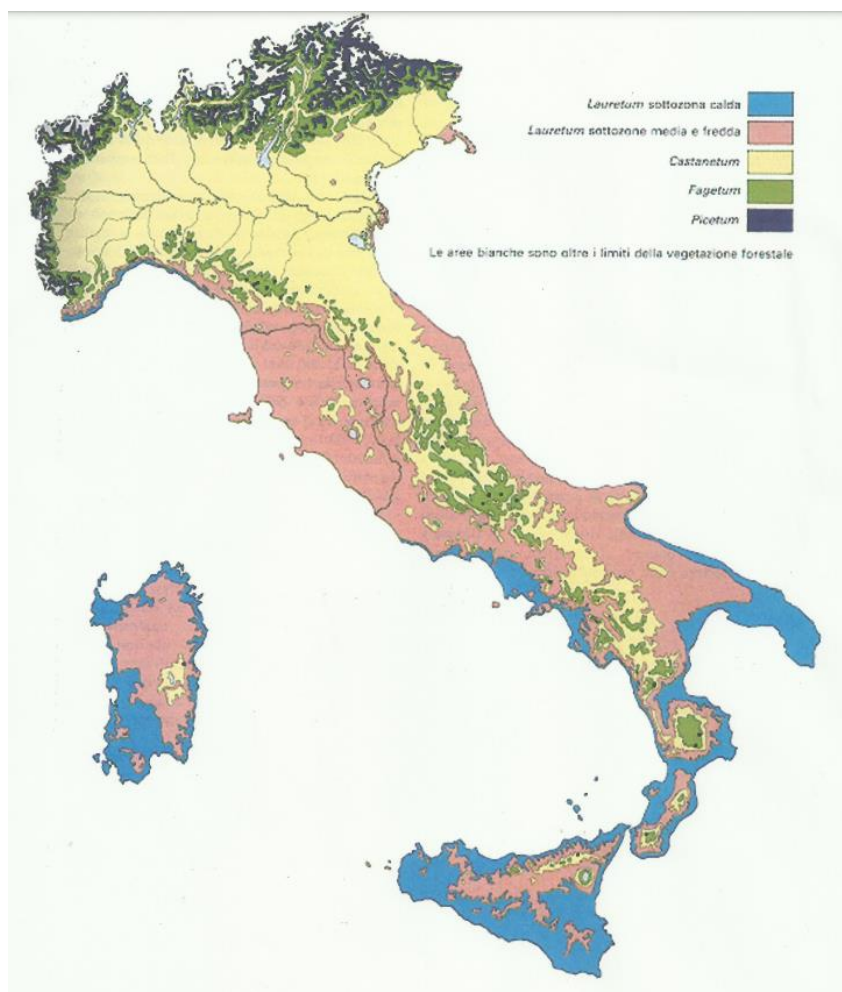 Lauretum sottozona calda
Lauretum sottozone media e fredda
Castanetum
Fagetum
Picetum
Le aree bianche sono oltre i limiti della vegetazione forestale